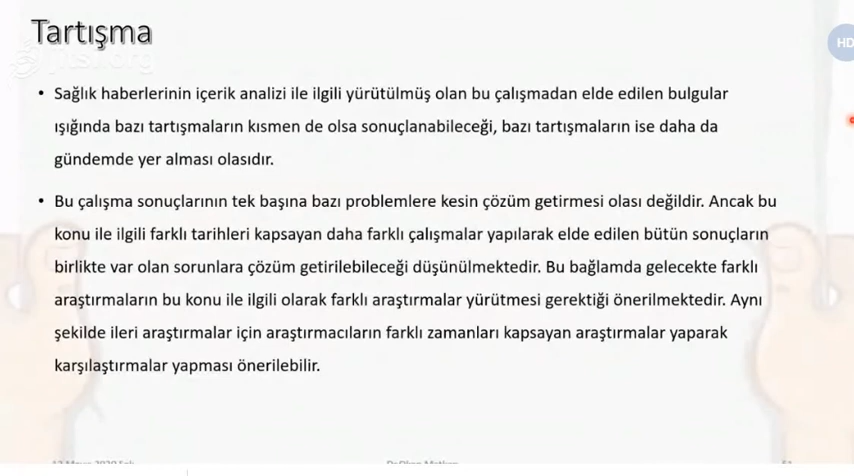 Tartışma
HD
• Sağlık haberlerinin içerik analizi ile ilgili yürütülmüş olan bu çalışmadan elde edilen bulgular
ışığında bazı tartışmaların kısmen de olsa sonuçlanabileceği, bazı tartışmaların ise daha da
gündemde yer alması olasıdır.
• Bu çalışma sonuçlarının tek başına bazı problemlere kesin çözüm getirmesi olası değildir. Ancak bu
konu ile ilgili farklı tarihleri kapsayan daha farklı çalışmalar yapılarak elde edilen bütün sonuçların
birlikte var olan sorunlara çözüm getirilebileceği düşünülmektedir. Bu bağlamda gelecekte farklı
araştırmaların bu konu ile ilgili olarak farklı araştırmalar yürütmesi gerektiği önerilmektedir. Aynı
şekilde ileri araştırmalar için araştırmacıların farklı zamanları kapsayan araştırmalar yaparak
karşılaştırmalar yapması önerilebilir.